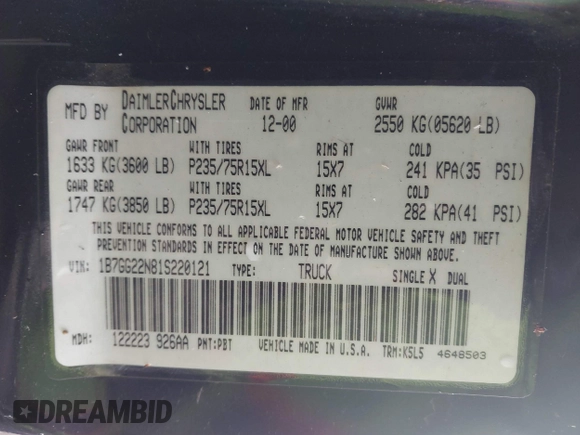 MFD BY DAIMLERCHRYSLER CORPORATION DATE OF MFR 12-00 GVWR 2550 KG(05620 LB)
GAWR FRONT WITH TIRES RIMS AT COLD
1633 KG(3600 LB) P235/75R15XL 15X7 241 KPA(35 PSI)
GAWR REAR WITH TIRES RIMS AT COLD
1747 KG(3850 LB) P235/75R15XL 15X7 282 KPA(41 PSI)
THIS VEHICLE CONFORMS TO ALL APPLICABLE FEDERAL MOTOR VEHICLE SAFETY AND THEFT
PREVENTION STANDARDS IN EFFECT ON THE DATE OF MANUFACTURE SHOWN ABOVE.
VIN: 1B7GG22N81S220121 TYPE: TRUCK SINGLE X DUAL
MDH: 122223 926AA PNT:PBT VEHICLE MADE IN U.S.A. TRM:K5L5 4648503
DREAMBID